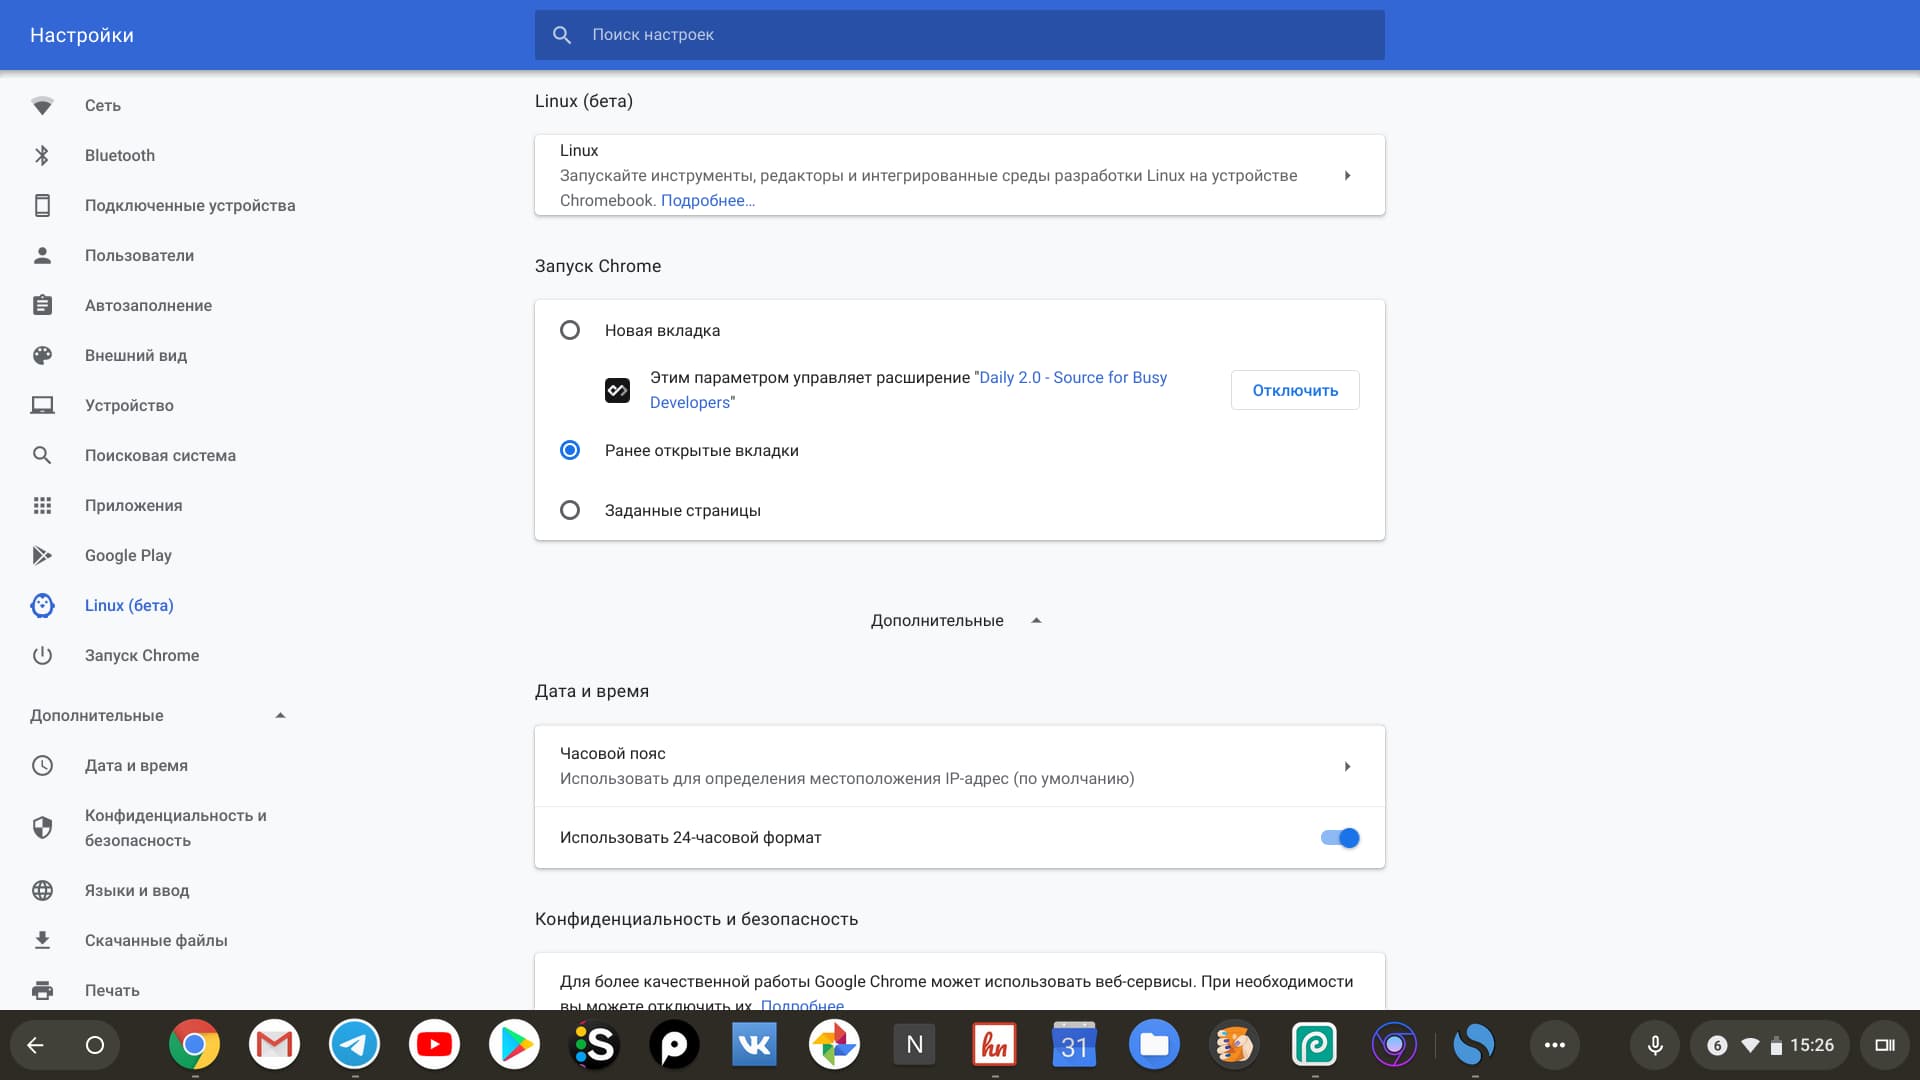 Настройки
Поиск настроек
Сеть
Bluetooth
Подключенные устройства
Пользователи
Автозаполнение
Внешний вид
Устройство
Поисковая система
Приложения
Google Play
Linux (бета)
Запуск Chrome
Дополнительные
Дата и время
Конфиденциальность и
безопасность
Языки и ввод
Скачанные файлы
Печать
Linux (бета)
Linux
Запускайте инструменты, редакторы и интегрированные среды разработки Linux на устройстве
Chromebook. Подробнее…
Запуск Chrome
Новая вкладка
Этим параметром управляет расширение "Daily 2.0 - Source for Busy
Developers"
Отключить
Ранее открытые вкладки
Заданные страницы
Дополнительные
Дата и время
Часовой пояс
Использовать для определения местоположения IP-адрес (по умолчанию)
Использовать 24-часовой формат
Конфиденциальность и безопасность
Для более качественной работы Google Chrome может использовать веб-сервисы. При необходимости
вы можете отключить их. Подробнее
S
N
hn
31
6
15:26